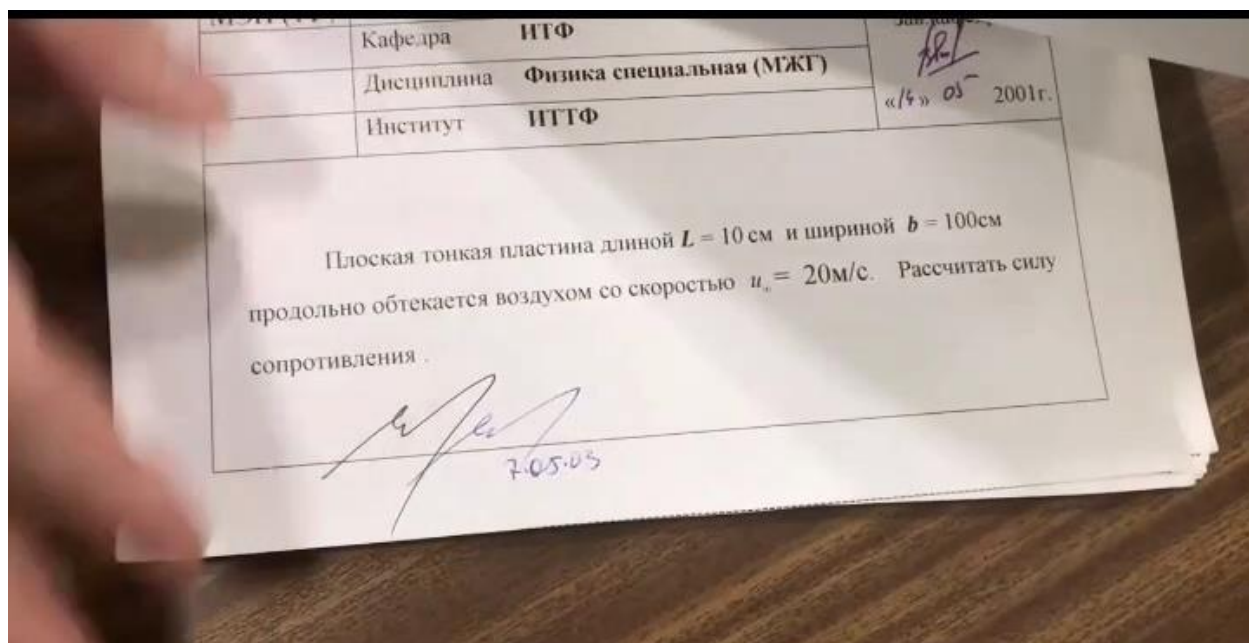 Кафедра ИТФ
Дисциплина Физика специальная (МЖГ)
«14» 05 2001г.
Институт ИТТФ
Плоская тонкая пластина длиной L = 10 см и шириной b = 100см
продольно обтекается воздухом со скоростью u∞ = 20м/с. Рассчитать силу
сопротивления .
7.05.03